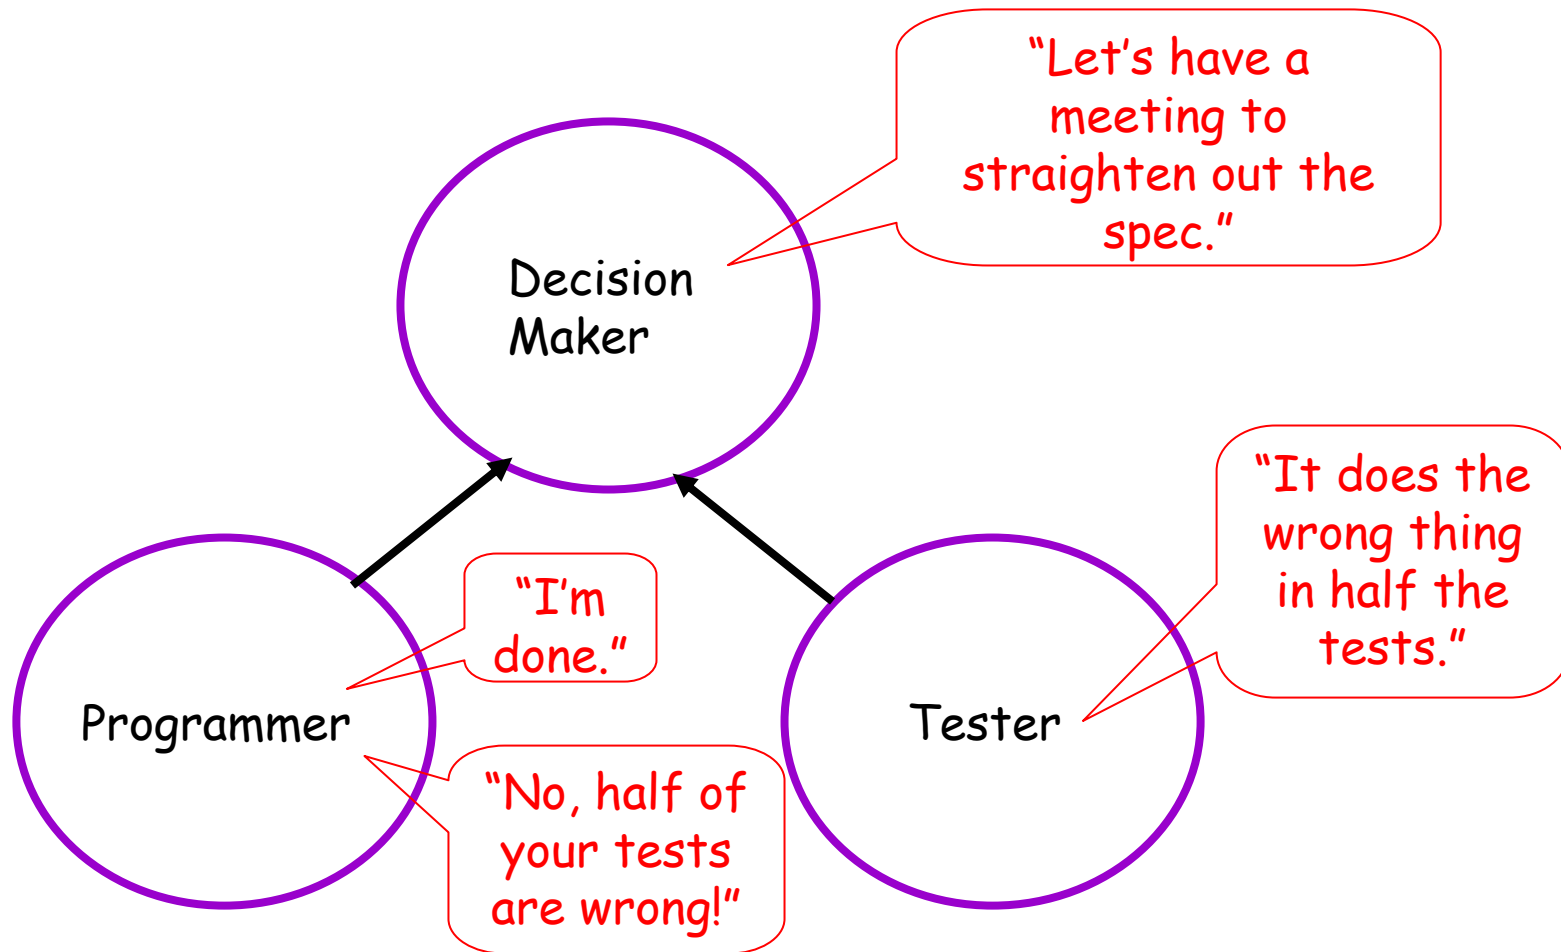 “Let’s have a
meeting to
straighten out the
spec.”
Decision
Maker
“It does the
wrong thing
in half the
tests.”
“I’m
done.”
Programmer
Tester
“No, half of
your tests
are wrong!”